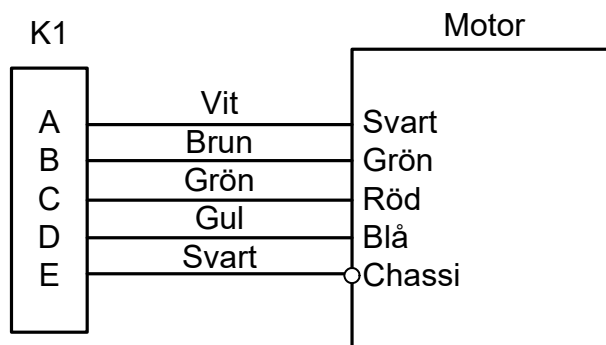 K1
Motor
A Vit Svart
B Brun Grön
C Grön Röd
D Gul Blå
E Svart Chassi